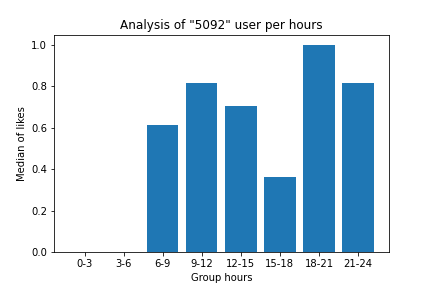 Analysis of "5092" user per hours
Median of likes
1.0
0.8
0.6
0.4
0.2
0.0
0-3 3-6 6-9 9-12 12-15 15-18 18-21 21-24
Group hours